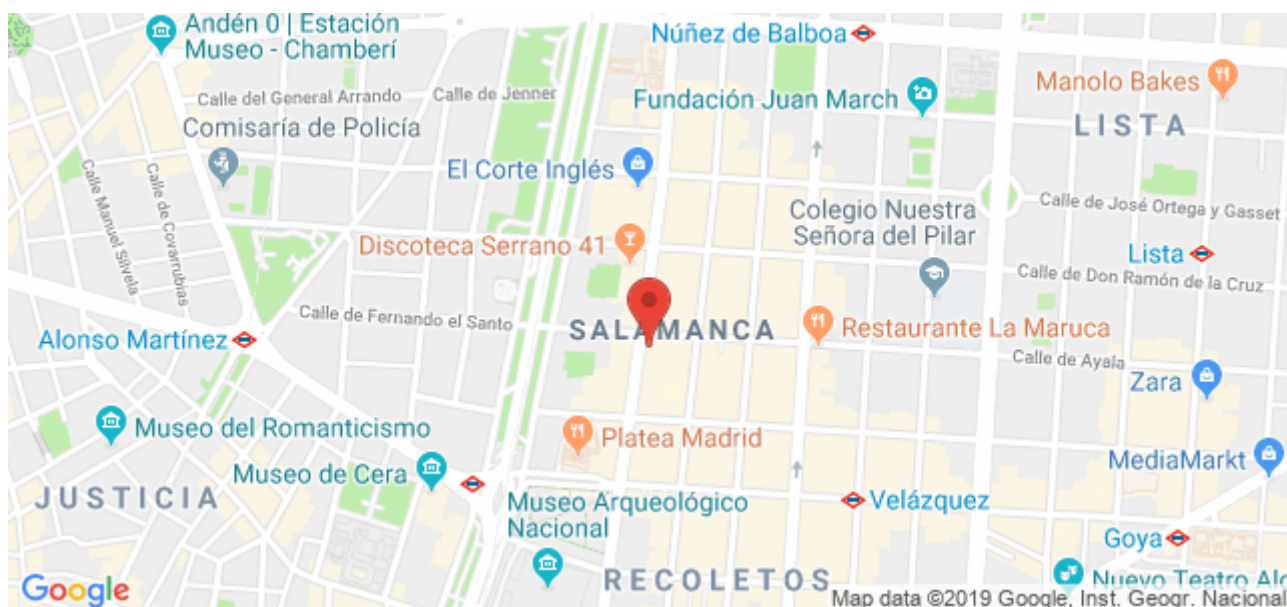 Andén 0 | Estación
Museo - Chamberí
Núñez de Balboa
Manolo Bakes
Calle del General Arrando
Calle de Jenner
Fundación Juan March
LISTA
Comisaría de Policía
El Corte Inglés
Calle Manuel Silvela
Calle de Covarrubias
Calle de José Ortega y Gasset
Colegio Nuestra
Señora del Pilar
Discoteca Serrano 41
Lista
Calle de Don Ramón de la Cruz
Calle de Fernando el Santo
SALAMANCA
Restaurante La Maruca
Alonso Martínez
Calle de Ayala
Zara
Museo del Romanticismo
Platea Madrid
MediaMarkt
Museo de Cera
JUSTICIA
Museo Arqueológico
Nacional
Velázquez
Goya
RECOLETOS
Nuevo Teatro Alc
Google
Map data ©2019 Google, Inst. Geogr. Nacional